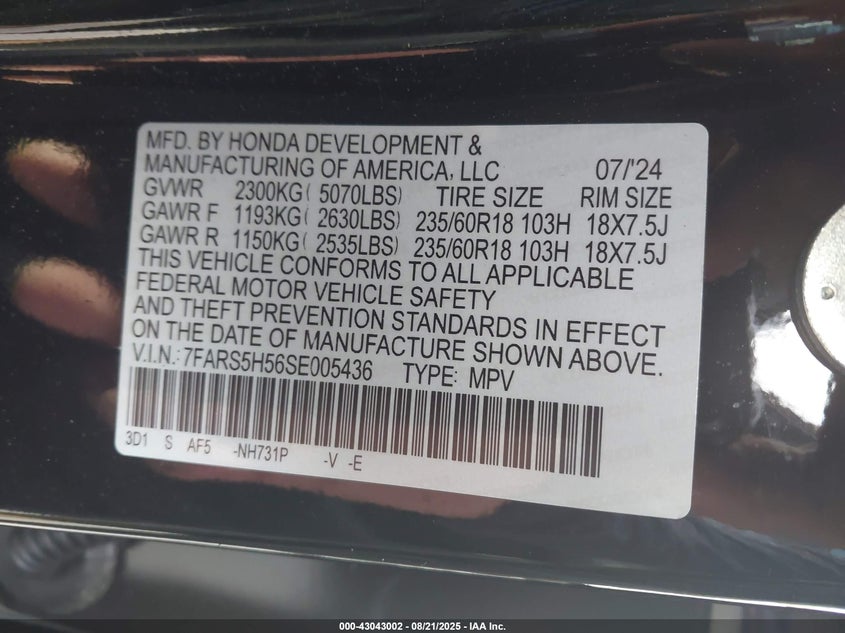 MFD. BY HONDA DEVELOPMENT &
MANUFACTURING OF AMERICA, LLC 07/'24
GVWR 2300KG ( 5070LBS) TIRE SIZE RIM SIZE
GAWR F 1193KG ( 2630LBS) 235/60R18 103H 18X7.5J
GAWR R 1150KG ( 2535LBS) 235/60R18 103H 18X7.5J
THIS VEHICLE CONFORMS TO ALL APPLICABLE
FEDERAL MOTOR VEHICLE SAFETY
AND THEFT PREVENTION STANDARDS IN EFFECT
ON THE DATE OF MANUFACTURE SHOWN ABOVE.
V.I.N.: 7FARS5H56SE005436 TYPE: MPV
3D1 S AF5 -NH731P -V -E
000-43043002 - 08/21/2025 - IAA Inc.